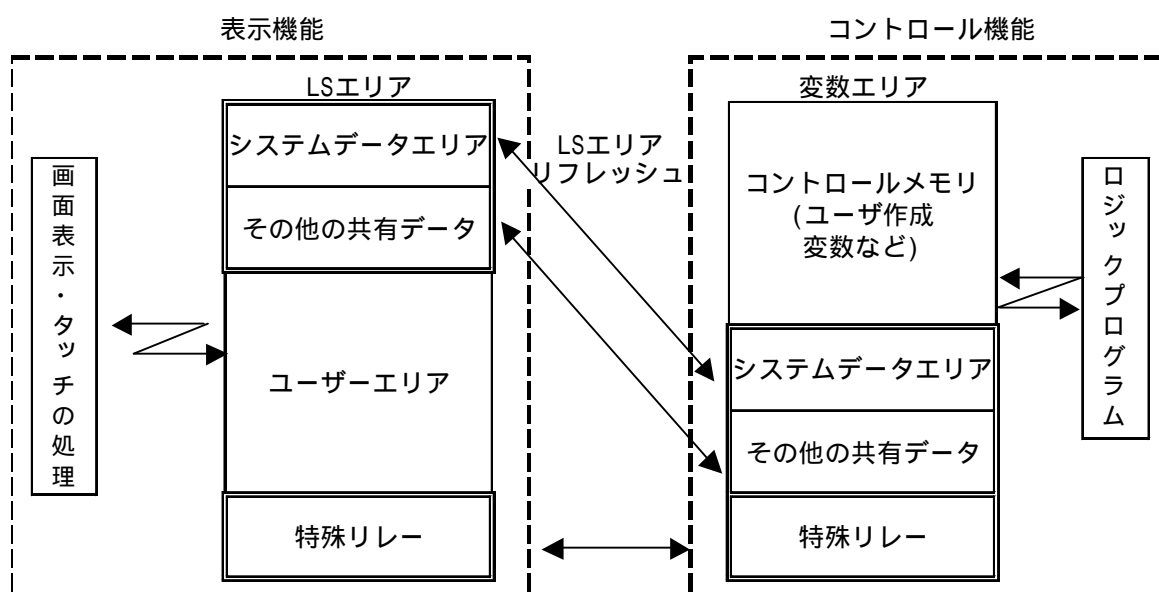 表示機能
コントロール機能
LSエリア
変数エリア
システムデータエリア
その他の共有データ
ユーザーエリア
特殊リレー
画面表示・タッチの処理
LSエリア
リフレッシュ
コントロールメモリ
(ユーザ作成
変数など)
システムデータエリア
その他の共有データ
特殊リレー
ロジックプログラム